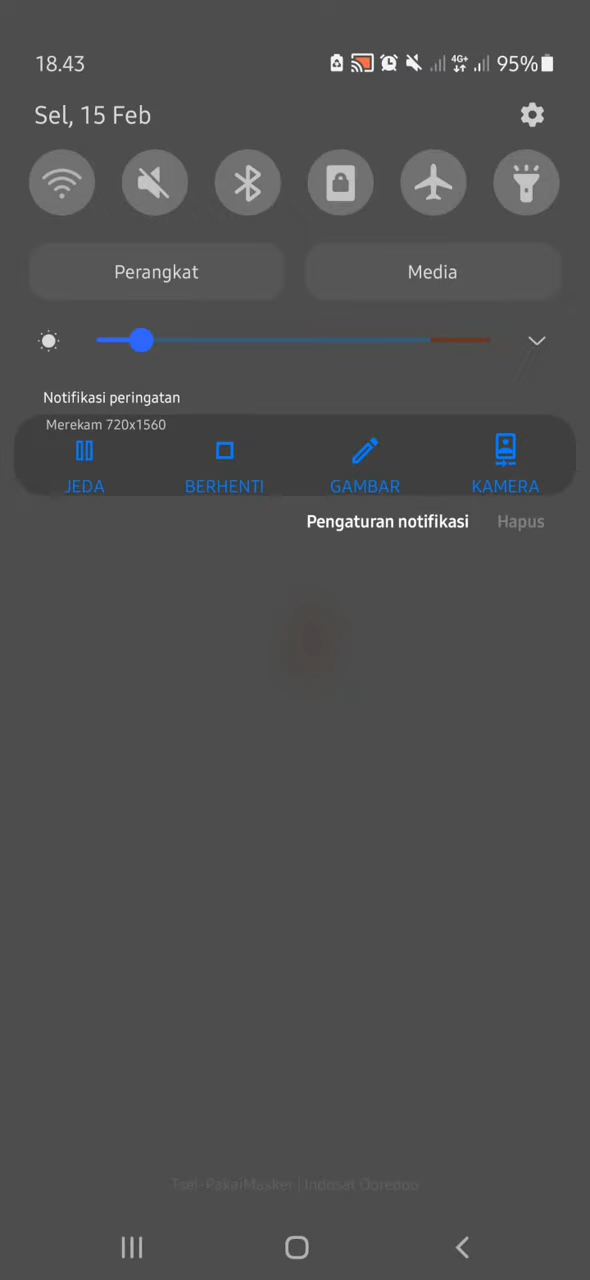 18.43 4G+ 95%
Sel, 15 Feb
Perangkat Media
Notifikasi peringatan
Merekam 720x1560
JEDA BERHENTI GAMBAR KAMERA
Pengaturan notifikasi Hapus
Tsel-PakaiMasker | Indosat Ooredoo